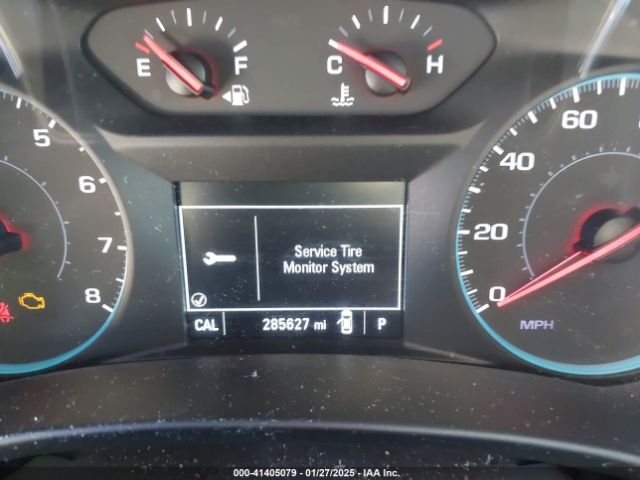 E F C H
5
6
7
8
Service Tire
Monitor System
CAL 285627 mi P
60
40
20
0
MPH
000-41405079 - 01/27/2025 - IAA Inc.